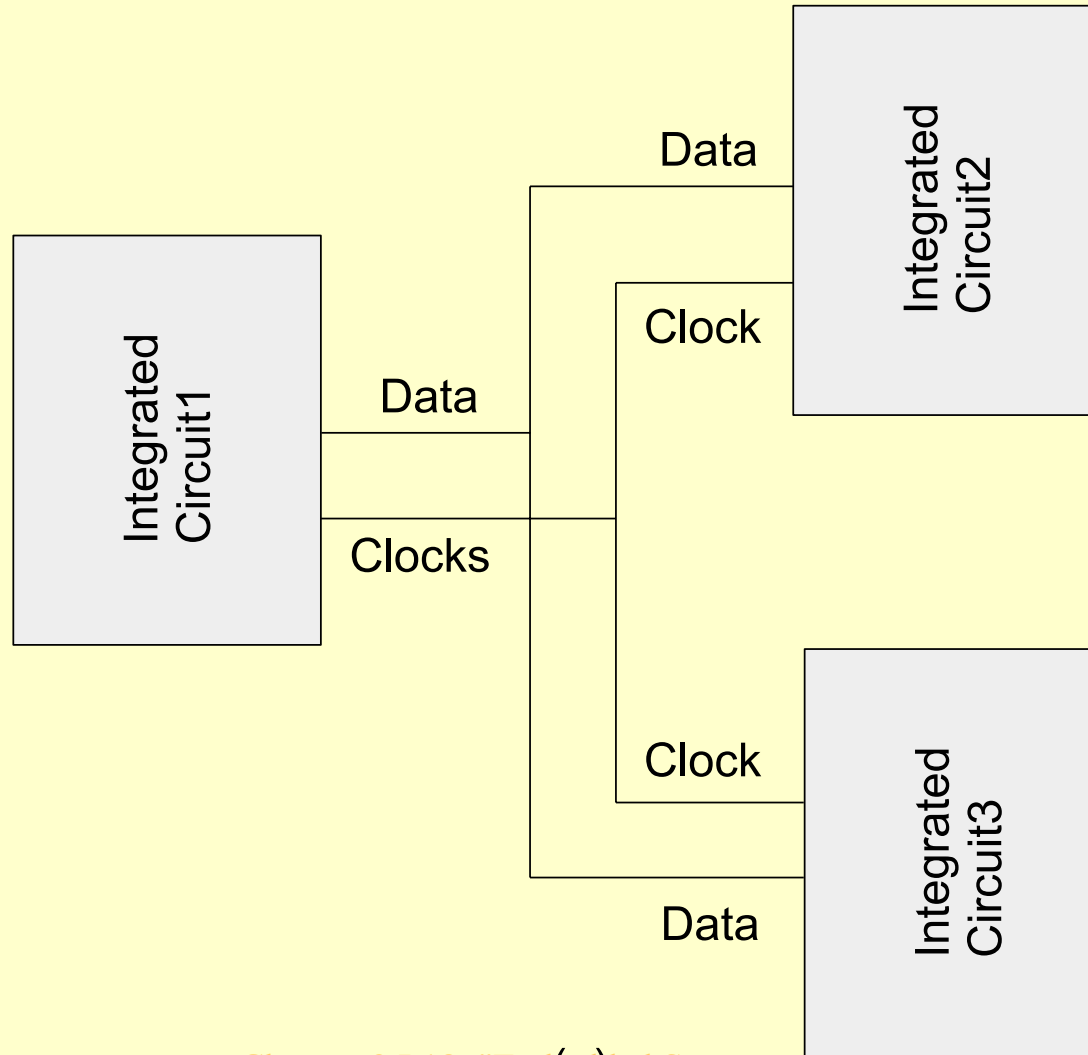 Integrated
Circuit2
Data
Clock
Integrated
Circuit1
Data
Clocks
Clock
Integrated
Circuit3
Data